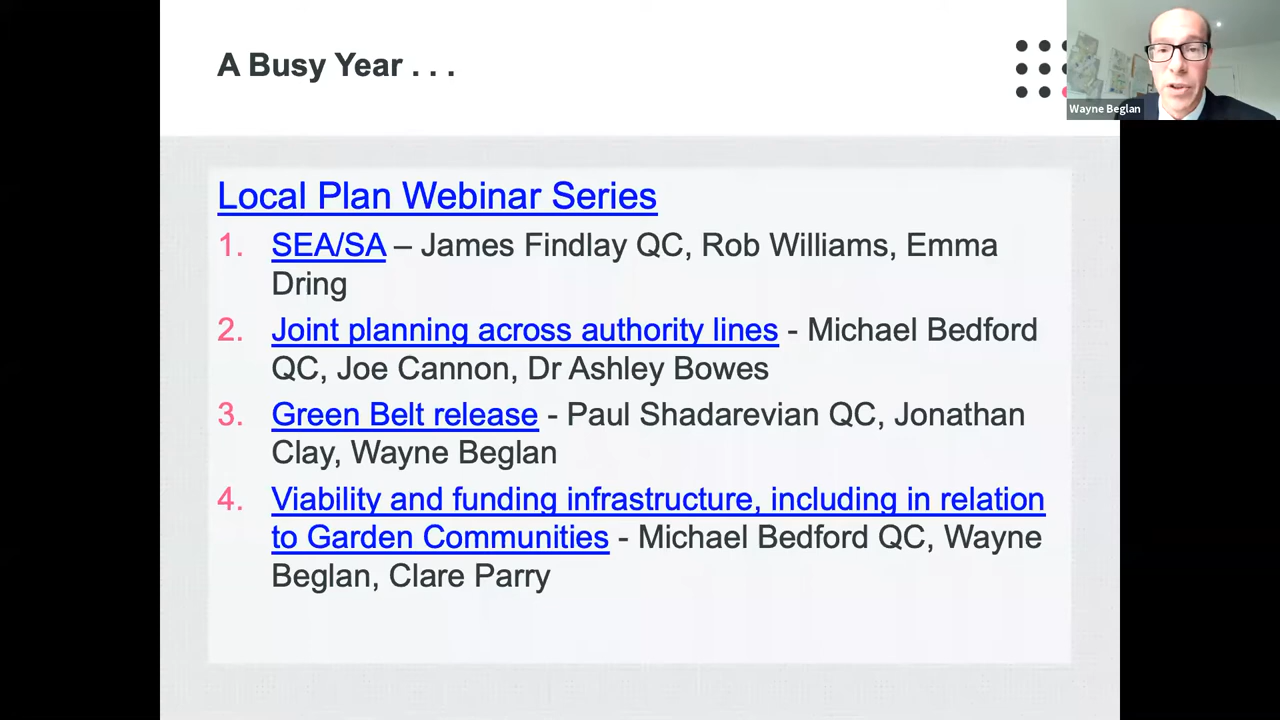 A Busy Year . . .
Wayne Beglan
Local Plan Webinar Series
1. SEA/SA – James Findlay QC, Rob Williams, Emma
Dring
2. Joint planning across authority lines - Michael Bedford
QC, Joe Cannon, Dr Ashley Bowes
3. Green Belt release - Paul Shadarevian QC, Jonathan
Clay, Wayne Beglan
4. Viability and funding infrastructure, including in relation
to Garden Communities - Michael Bedford QC, Wayne
Beglan, Clare Parry